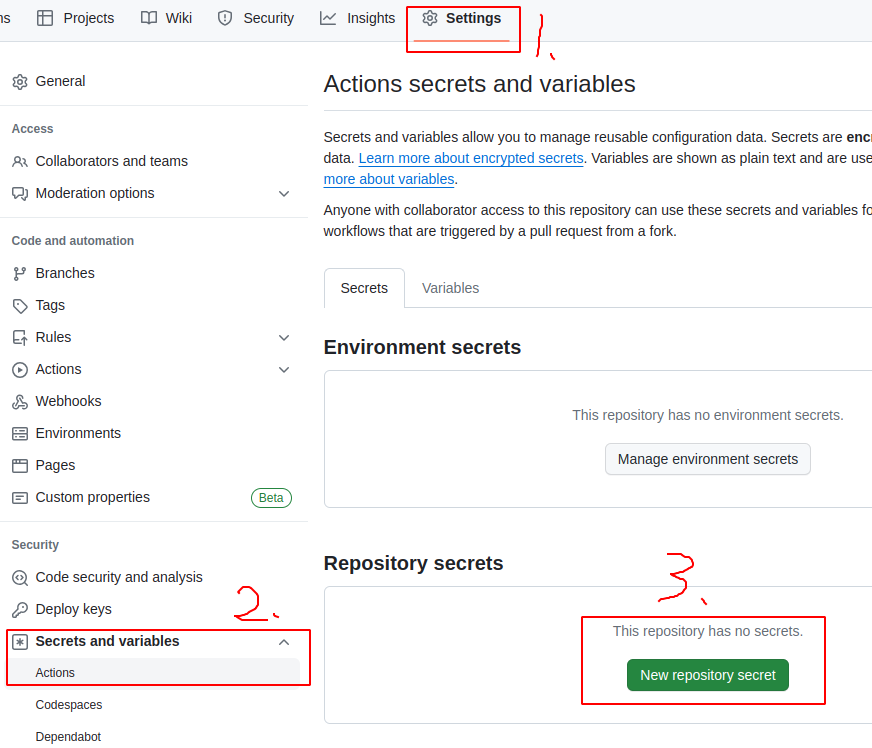 ns Projects Wiki Security Insights Settings 1.
General
Access
Collaborators and teams
Moderation options
Code and automation
Branches
Tags
Rules
Actions
Webhooks
Environments
Pages
Custom properties Beta
Security
Code security and analysis
2.
Deploy keys
Secrets and variables
Actions
Codespaces
Dependabot
Actions secrets and variables
Secrets and variables allow you to manage reusable configuration data. Secrets are enc
data. Learn more about encrypted secrets. Variables are shown as plain text and are use
more about variables.
Anyone with collaborator access to this repository can use these secrets and variables fo
workflows that are triggered by a pull request from a fork.
Secrets Variables
Environment secrets
This repository has no environment secrets.
Manage environment secrets
Repository secrets
3.
This repository has no secrets.
New repository secret